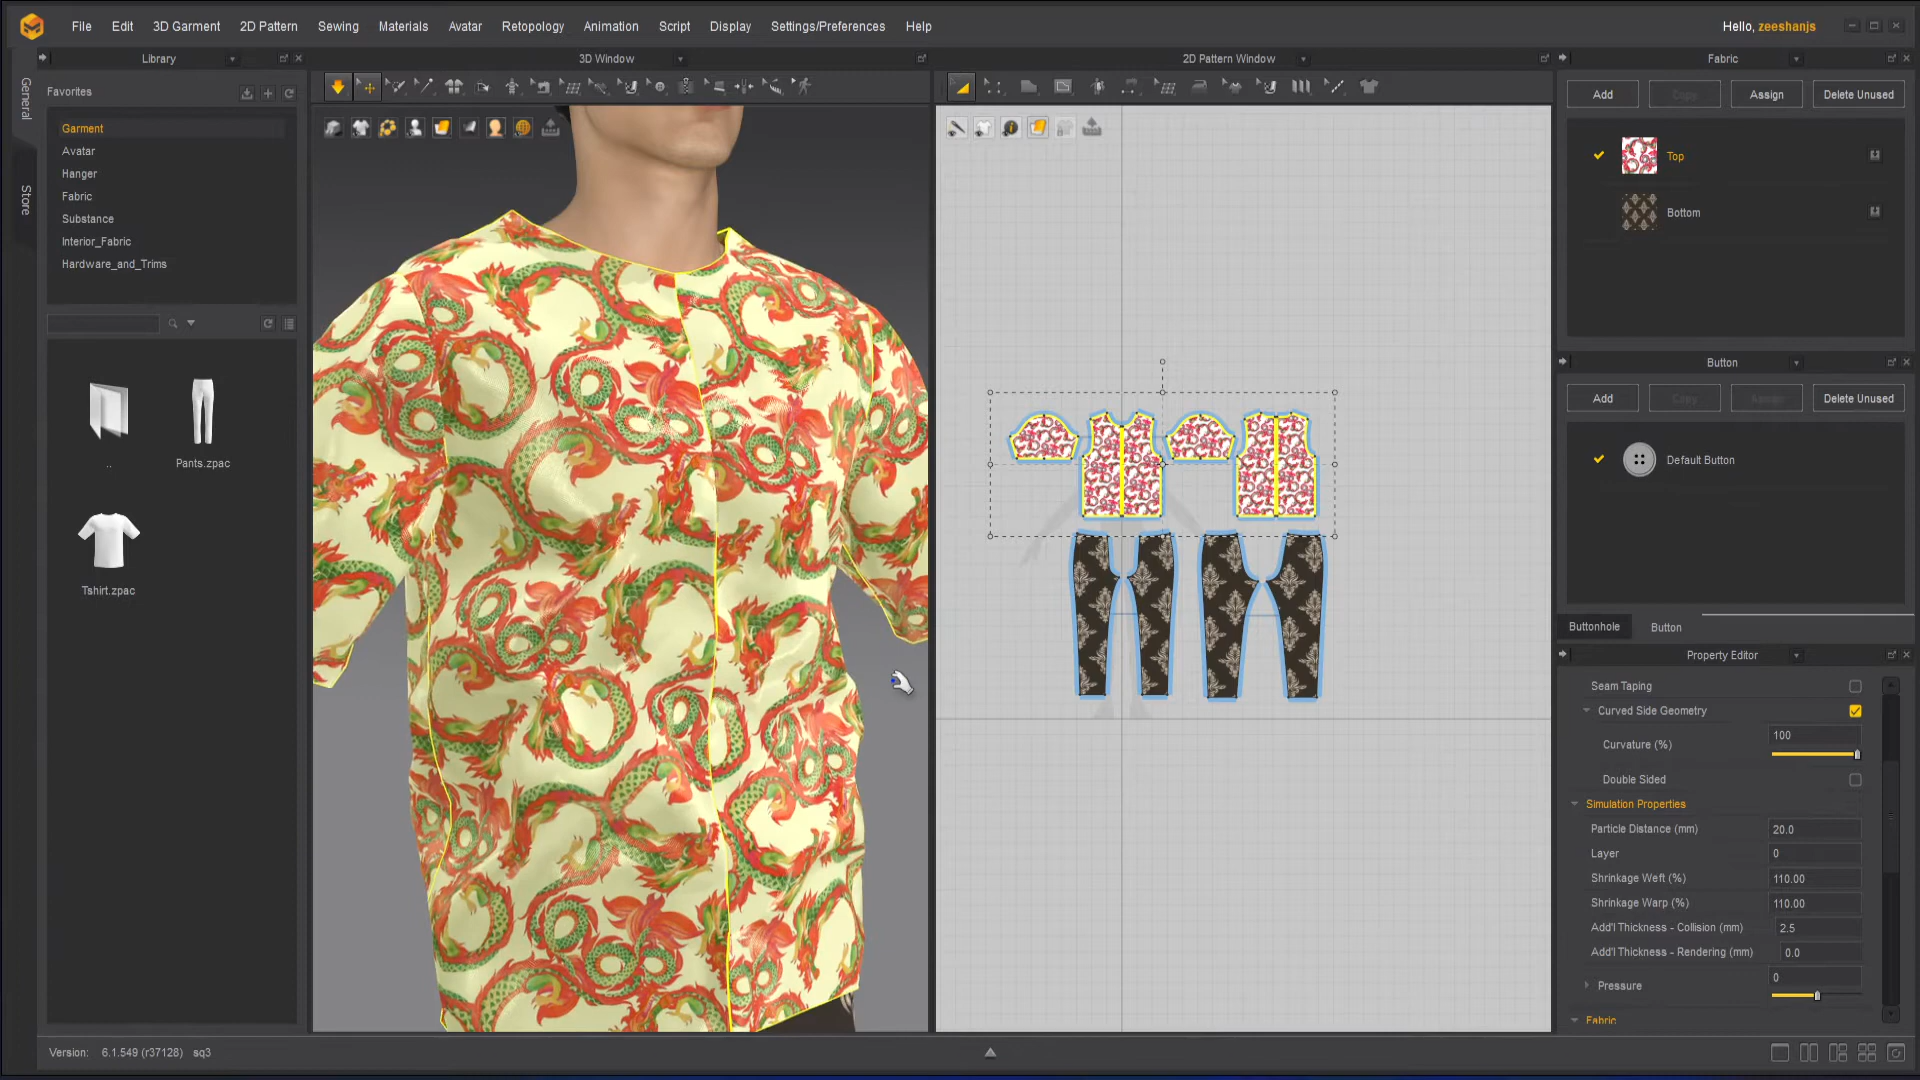 File Edit 3D Garment 2D Pattern Sewing Materials Avatar Retopology Animation Script Display Settings/Preferences Help
Hello, zeeshanjs
Library
3D Window
2D Pattern Window
Fabric
General
Store
Favorites
Garment
Avatar
Hanger
Fabric
Substance
Interior_Fabric
Hardware_and_Trims
..
Pants.zpac
Tshirt.zpac
Add Copy Assign Delete Unused
Top
Bottom
Button
Add Copy Assign Delete Unused
Default Button
Buttonhole Button
Property Editor
Seam Taping
Curved Side Geometry
Curvature (%) 100
Double Sided
Simulation Properties
Particle Distance (mm) 20.0
Layer 0
Shrinkage Weft (%) 110.00
Shrinkage Warp (%) 110.00
Add'l Thickness - Collision (mm) 2.5
Add'l Thickness - Rendering (mm) 0.0
Pressure 0
Fabric
Version: 6.1.549 (r37128) sq3